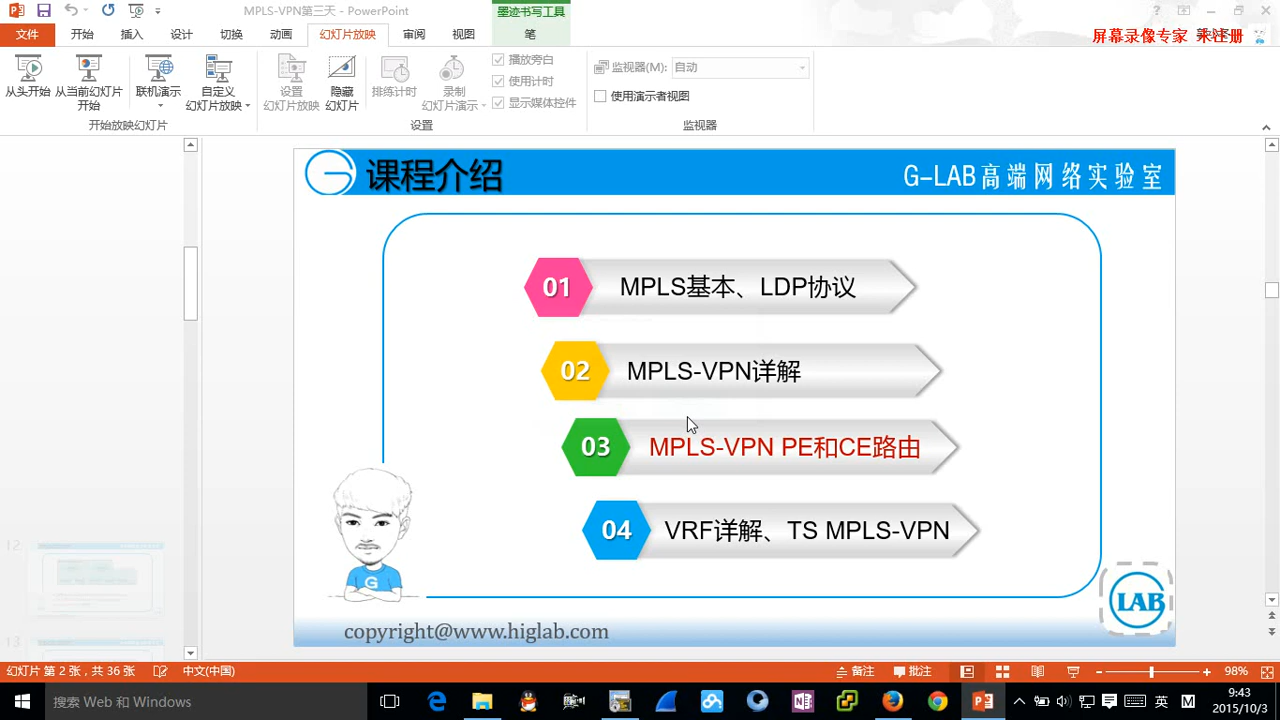 MPLS-VPN第三天 - PowerPoint
墨迹书写工具
文件
开始
插入
设计
切换
动画
幻灯片放映
审阅
视图
笔
屏幕录像专家 未注册
从头开始
从当前幻灯片
开始
联机演示
自定义
幻灯片放映
设置
幻灯片放映
隐藏
幻灯片
排练计时
录制
幻灯片演示
播放旁白
使用计时
显示媒体控件
监视器(M):
自动
使用演示者视图
开始放映幻灯片
设置
监视器
课程介绍
G-LAB高端网络实验室
01
MPLS基本、LDP协议
02
MPLS-VPN详解
03
MPLS-VPN PE和CE路由
04
VRF详解、TS MPLS-VPN
G
LAB
copyright@www.higlab.com
12
13
幻灯片 第 2 张，共 36 张
中文(中国)
备注
批注
98%
搜索 Web 和 Windows
英
M
9:43
2015/10/3